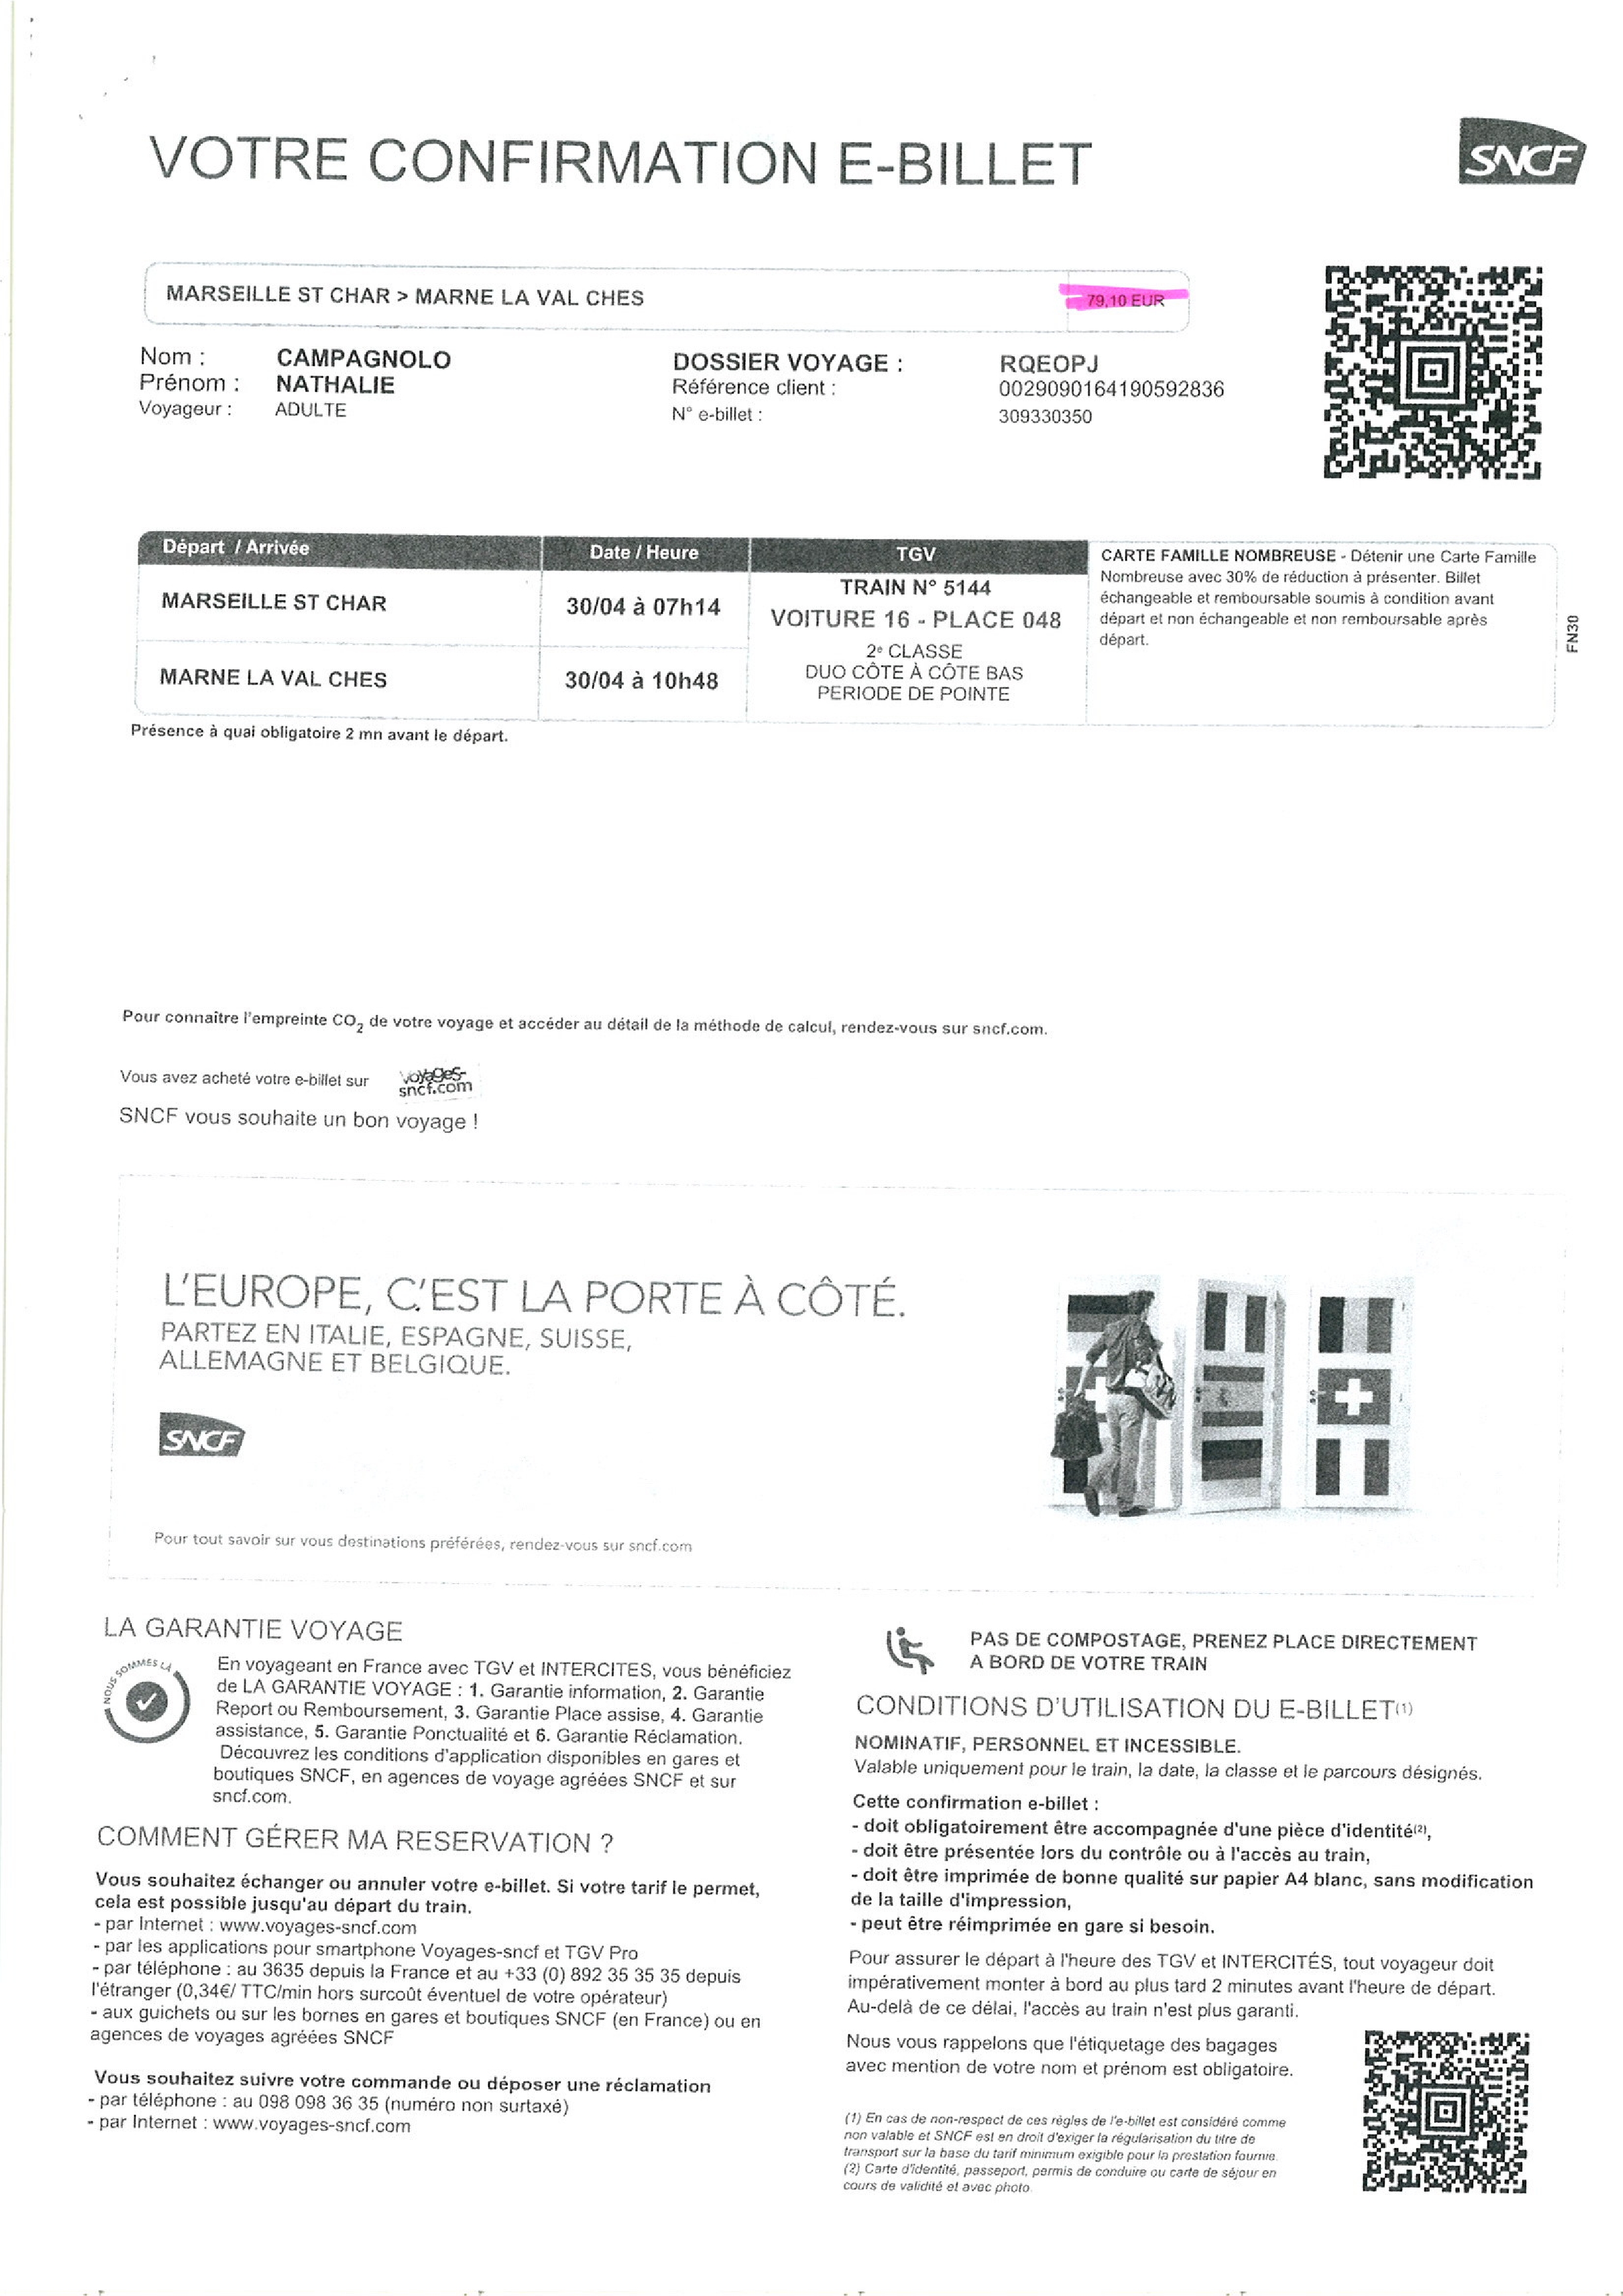 VOTRE CONFIRMATION E-BILLET
SNCF
MARSEILLE ST CHAR > MARNE LA VAL CHES
79,10 EUR
Nom : CAMPAGNOLO
Prénom : NATHALIE
Voyageur : ADULTE
DOSSIER VOYAGE : RQEOPJ
Référence client : 0029090164190592836
N° e-billet : 309330350
Départ / Arrivée
Date / Heure
TGV
MARSEILLE ST CHAR
30/04 à 07h14
MARNE LA VAL CHES
30/04 à 10h48
TRAIN N° 5144
VOITURE 16 - PLACE 048
2e CLASSE
DUO CÔTE À CÔTE BAS
PERIODE DE POINTE
CARTE FAMILLE NOMBREUSE - Détenir une Carte Famille
Nombreuse avec 30% de réduction à présenter. Billet
échangeable et remboursable soumis à condition avant
départ et non échangeable et non remboursable après
départ.
FN30
Présence à quai obligatoire 2 mn avant le départ.
Pour connaître l'empreinte CO2 de votre voyage et accéder au détail de la méthode de calcul, rendez-vous sur sncf.com.
Vous avez acheté votre e-billet sur
voyages-
sncf.com
SNCF vous souhaite un bon voyage !
L'EUROPE, C'EST LA PORTE À CÔTÉ.
PARTEZ EN ITALIE, ESPAGNE, SUISSE,
ALLEMAGNE ET BELGIQUE.
SNCF
Pour tout savoir sur vous destinations préférées, rendez-vous sur sncf.com
LA GARANTIE VOYAGE
NOUS SOMMES LÀ
En voyageant en France avec TGV et INTERCITES, vous bénéficiez
de LA GARANTIE VOYAGE : 1. Garantie information, 2. Garantie
Report ou Remboursement, 3. Garantie Place assise, 4. Garantie
assistance, 5. Garantie Ponctualité et 6. Garantie Réclamation.
Découvrez les conditions d'application disponibles en gares et
boutiques SNCF, en agences de voyage agréées SNCF et sur
sncf.com.
COMMENT GÉRER MA RESERVATION ?
Vous souhaitez échanger ou annuler votre e-billet. Si votre tarif le permet,
cela est possible jusqu'au départ du train.
- par Internet : www.voyages-sncf.com
- par les applications pour smartphone Voyages-sncf et TGV Pro
- par téléphone : au 3635 depuis la France et au +33 (0) 892 35 35 35 depuis
l'étranger (0,34€/ TTC/min hors surcoût éventuel de votre opérateur)
- aux guichets ou sur les bornes en gares et boutiques SNCF (en France) ou en
agences de voyages agréées SNCF
Vous souhaitez suivre votre commande ou déposer une réclamation
- par téléphone : au 098 098 36 35 (numéro non surtaxé)
- par Internet : www.voyages-sncf.com
PAS DE COMPOSTAGE, PRENEZ PLACE DIRECTEMENT
A BORD DE VOTRE TRAIN
CONDITIONS D'UTILISATION DU E-BILLET(1)
NOMINATIF, PERSONNEL ET INCESSIBLE.
Valable uniquement pour le train, la date, la classe et le parcours désignés.
Cette confirmation e-billet :
- doit obligatoirement être accompagnée d'une pièce d'identité(2),
- doit être présentée lors du contrôle ou à l'accès au train,
- doit être imprimée de bonne qualité sur papier A4 blanc, sans modification
de la taille d'impression,
- peut être réimprimée en gare si besoin.
Pour assurer le départ à l'heure des TGV et INTERCITÉS, tout voyageur doit
impérativement monter à bord au plus tard 2 minutes avant l'heure de départ.
Au-delà de ce délai, l'accès au train n'est plus garanti.
Nous vous rappelons que l'étiquetage des bagages
avec mention de votre nom et prénom est obligatoire.
(1) En cas de non-respect de ces règles de l'e-billet est considéré comme
non valable et SNCF est en droit d'exiger la régularisation du titre de
transport sur la base du tarif minimum exigible pour la prestation fournie.
(2) Carte d'identité, passeport, permis de conduire ou carte de séjour en
cours de validité et avec photo.